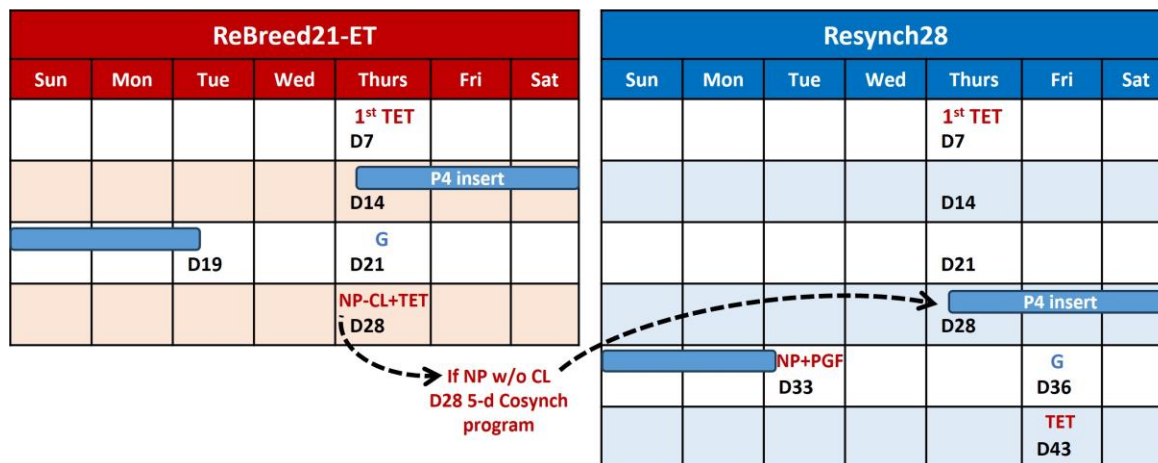 ReBreed21-ET
Sun Mon Tue Wed Thurs Fri Sat
1st TET
D7
P4 insert
D14
G
D19 D21
NP-CL+TET
D28
If NP w/o CL
D28 5-d Cosynch
program
Resynch28
Sun Mon Tue Wed Thurs Fri Sat
1st TET
D7
D14
D21
P4 insert
D28
NP+PGF G
D33 D36
TET
D43